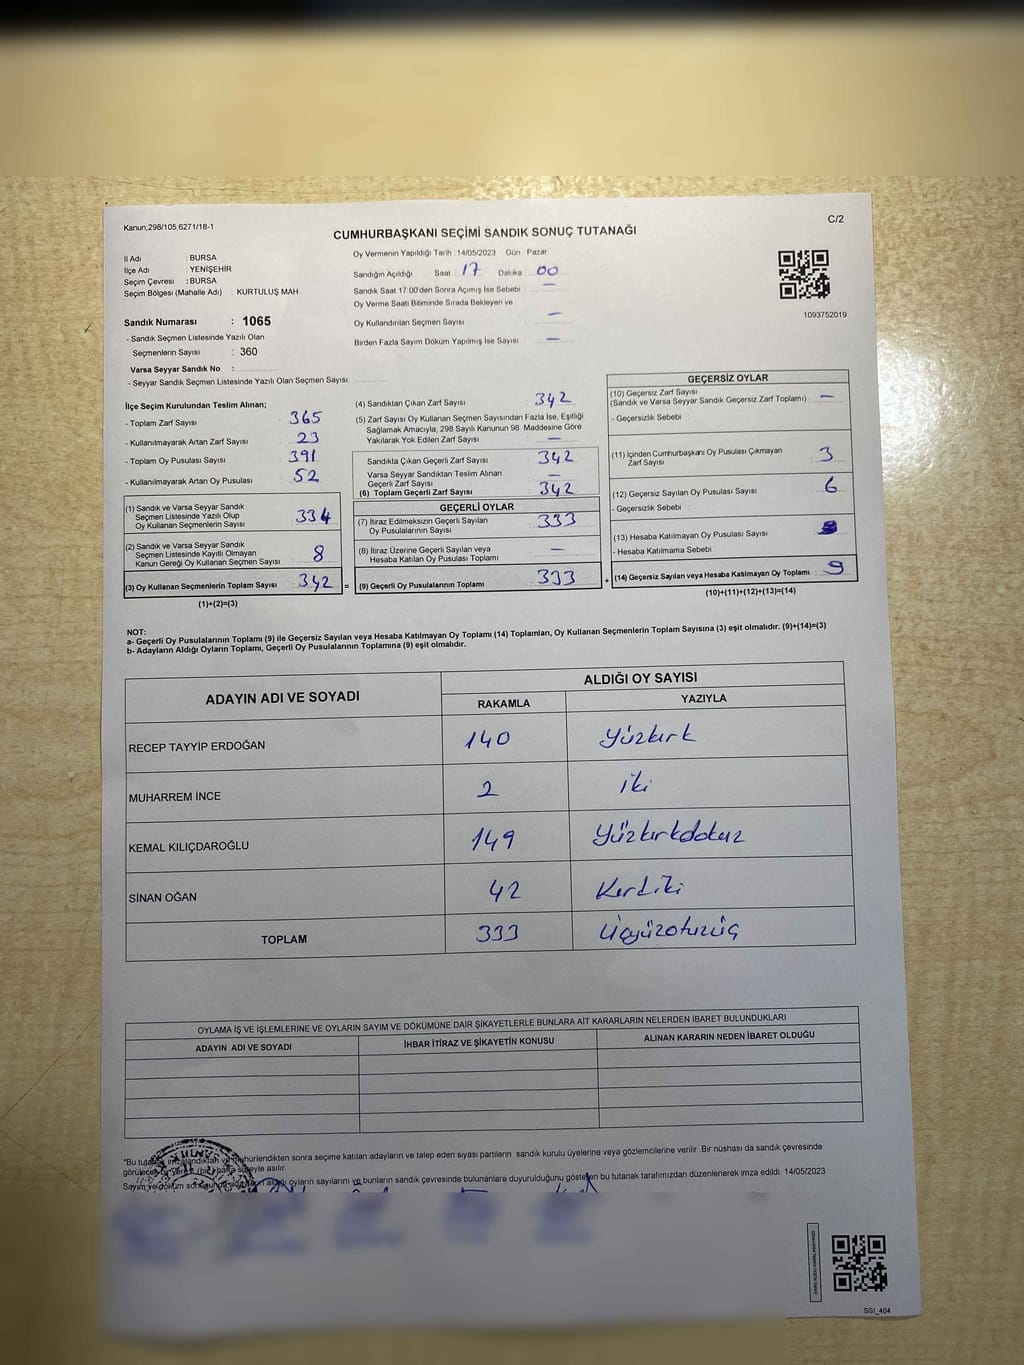 Kanun;298/105,6271/18-1
C/2
CUMHURBAŞKANI SEÇİMİ SANDIK SONUÇ TUTANAĞI
İl Adı : BURSA
İlçe Adı : YENİŞEHİR
Seçim Çevresi : BURSA
Seçim Bölgesi (Mahalle Adı) : KURTULUŞ MAH
Sandık Numarası : 1065
- Sandık Seçmen Listesinde Yazılı Olan
Seçmenlerin Sayısı : 360
Varsa Seyyar Sandık No :
- Seyyar Sandık Seçmen Listesinde Yazılı Olan Seçmen Sayısı:
Oy Vermenin Yapıldığı Tarih :14/05/2023 Gün : Pazar
Sandığın Açıldığı Saat : 17 Dakika : 00
Sandık Saat 17:00'den Sonra Açımış İse Sebebi : —
Oy Verme Saati Bitiminde Sırada Bekleyen ve
Oy Kullandırılan Seçmen Sayısı : —
Birden Fazla Sayım Döküm Yapılmış İse Sayısı : —
1093752019
İlçe Seçim Kurulundan Teslim Alınan;
- Toplam Zarf Sayısı : 365
- Kullanılmayarak Artan Zarf Sayısı : 23
- Toplam Oy Pusulası Sayısı : 391
- Kullanılmayarak Artan Oy Pusulası : 52
(1) Sandık ve Varsa Seyyar Sandık
Seçmen Listesinde Yazılı Olup
Oy Kullanan Seçmenlerin Sayısı : 334
(2) Sandık ve Varsa Seyyar Sandık
Seçmen Listesinde Kayıtlı Olmayan
Kanun Gereği Oy Kullanan Seçmen Sayısı : 8
(3) Oy Kullanan Seçmenlerin Toplam Sayısı : 342 =
(1)+(2)=(3)
(4) Sandıktan Çıkan Zarf Sayısı : 342
(5) Zarf Sayısı Oy Kullanan Seçmen Sayısından Fazla İse, Eşitliği
Sağlamak Amacıyla, 298 Sayılı Kanunun 98. Maddesine Göre
Yakılarak Yok Edilen Zarf Sayısı : —
Sandıkta Çıkan Geçerli Zarf Sayısı : 342
Varsa Seyyar Sandıktan Teslim Alınan
Geçerli Zarf Sayısı : —
(6) Toplam Geçerli Zarf Sayısı : 342
GEÇERLİ OYLAR
(7) İtiraz Edilmeksizin Geçerli Sayılan
Oy Pusulalarının Sayısı : 333
(8) İtiraz Üzerine Geçerli Sayılan veya
Hesaba Katılan Oy Pusulası Toplamı : —
(9) Geçerli Oy Pusulalarının Toplamı : 333 +
GEÇERSİZ OYLAR
(10) Geçersiz Zarf Sayısı
(Sandık ve Varsa Seyyar Sandık Geçersiz Zarf Toplamı) : —
- Geçersizlik Sebebi :
(11) İçinden Cumhurbaşkanı Oy Pusulası Çıkmayan
Zarf Sayısı : 3
(12) Geçersiz Sayılan Oy Pusulası Sayısı : 6
- Geçersizlik Sebebi :
(13) Hesaba Katılmayan Oy Pusulası Sayısı :
- Hesaba Katılmama Sebebi :
(14) Geçersiz Sayılan veya Hesaba Katılmayan Oy Toplamı : 9
(10)+(11)+(12)+(13)=(14)
NOT:
a- Geçerli Oy Pusulalarının Toplamı (9) ile Geçersiz Sayılan veya Hesaba Katılmayan Oy Toplamı (14) Toplamları, Oy Kullanan Seçmenlerin Toplam Sayısına (3) eşit olmalıdır. (9)+(14)=(3)
b- Adayların Aldığı Oyların Toplamı, Geçerli Oy Pusulalarının Toplamına (9) eşit olmalıdır.
ADAYIN ADI VE SOYADI
ALDIĞI OY SAYISI
RAKAMLA YAZIYLA
RECEP TAYYİP ERDOĞAN 140 Yüzkırk
MUHARREM İNCE 2 iki
KEMAL KILIÇDAROĞLU 149 Yüzkırkdokuz
SİNAN OĞAN 42 Kırkiki
TOPLAM 333 Üçyüzotuzüç
OYLAMA İŞ VE İŞLEMLERİNE VE OYLARIN SAYIM VE DÖKÜMÜNE DAİR ŞİKAYETLERLE BUNLARA AİT KARARLARIN NELERDEN İBARET BULUNDUKLARI
ADAYIN ADI VE SOYADI İHBAR İTİRAZ VE ŞİKAYETİN KONUSU ALINAN KARARIN NEDEN İBARET OLDUĞU
*Bu tutanak imzalandıktan ve mühürlendikten sonra seçime katılan adayların ve talep eden siyasi partilerin sandık kurulu üyelerine veya gözlemcilerine verilir. Bir nüshası da sandık çevresinde
görülecek bir yere (bir) hafta süreyle asılır.
Sayım ve döküm sonucunda aldığı oyların sayılarını ve bunların sandık çevresinde bulunanlara duyurulduğunu gösteren bu tutanak tarafımızdan düzenlenerek imza edildi. 14/05/2023
SSI_404